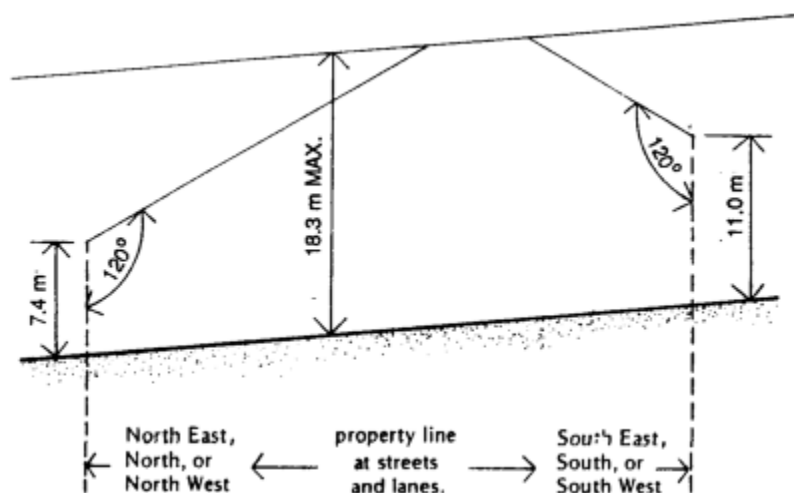 120°
7.4 m
18.3 m MAX.
120°
11.0 m
North East,
North, or
North West
property line
at streets
and lanes.
South East,
South, or
South West